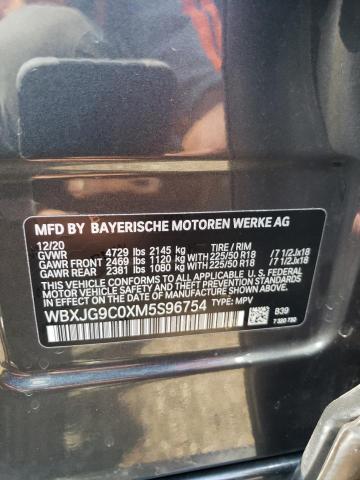 MFD BY BAYERISCHE MOTOREN WERKE AG
12/20
GVWR 4729 lbs 2145 kg TIRE / RIM
GAWR FRONT 2469 lbs 1120 kg WITH 225/50 R18 / 7 1/2Jx18
GAWR REAR 2381 lbs 1080 kg WITH 225/50 R18 / 7 1/2Jx18
THIS VEHICLE CONFORMS TO ALL APPLICABLE U. S. FEDERAL
MOTOR VEHICLE SAFETY, BUMPER, AND THEFT PREVENTION
STANDARDS IN EFFECT ON THE DATE OF MANUFACTURE SHOWN ABOVE.
WBXJG9C0XM5S96754 TYPE: MPV
B39
7 320 780